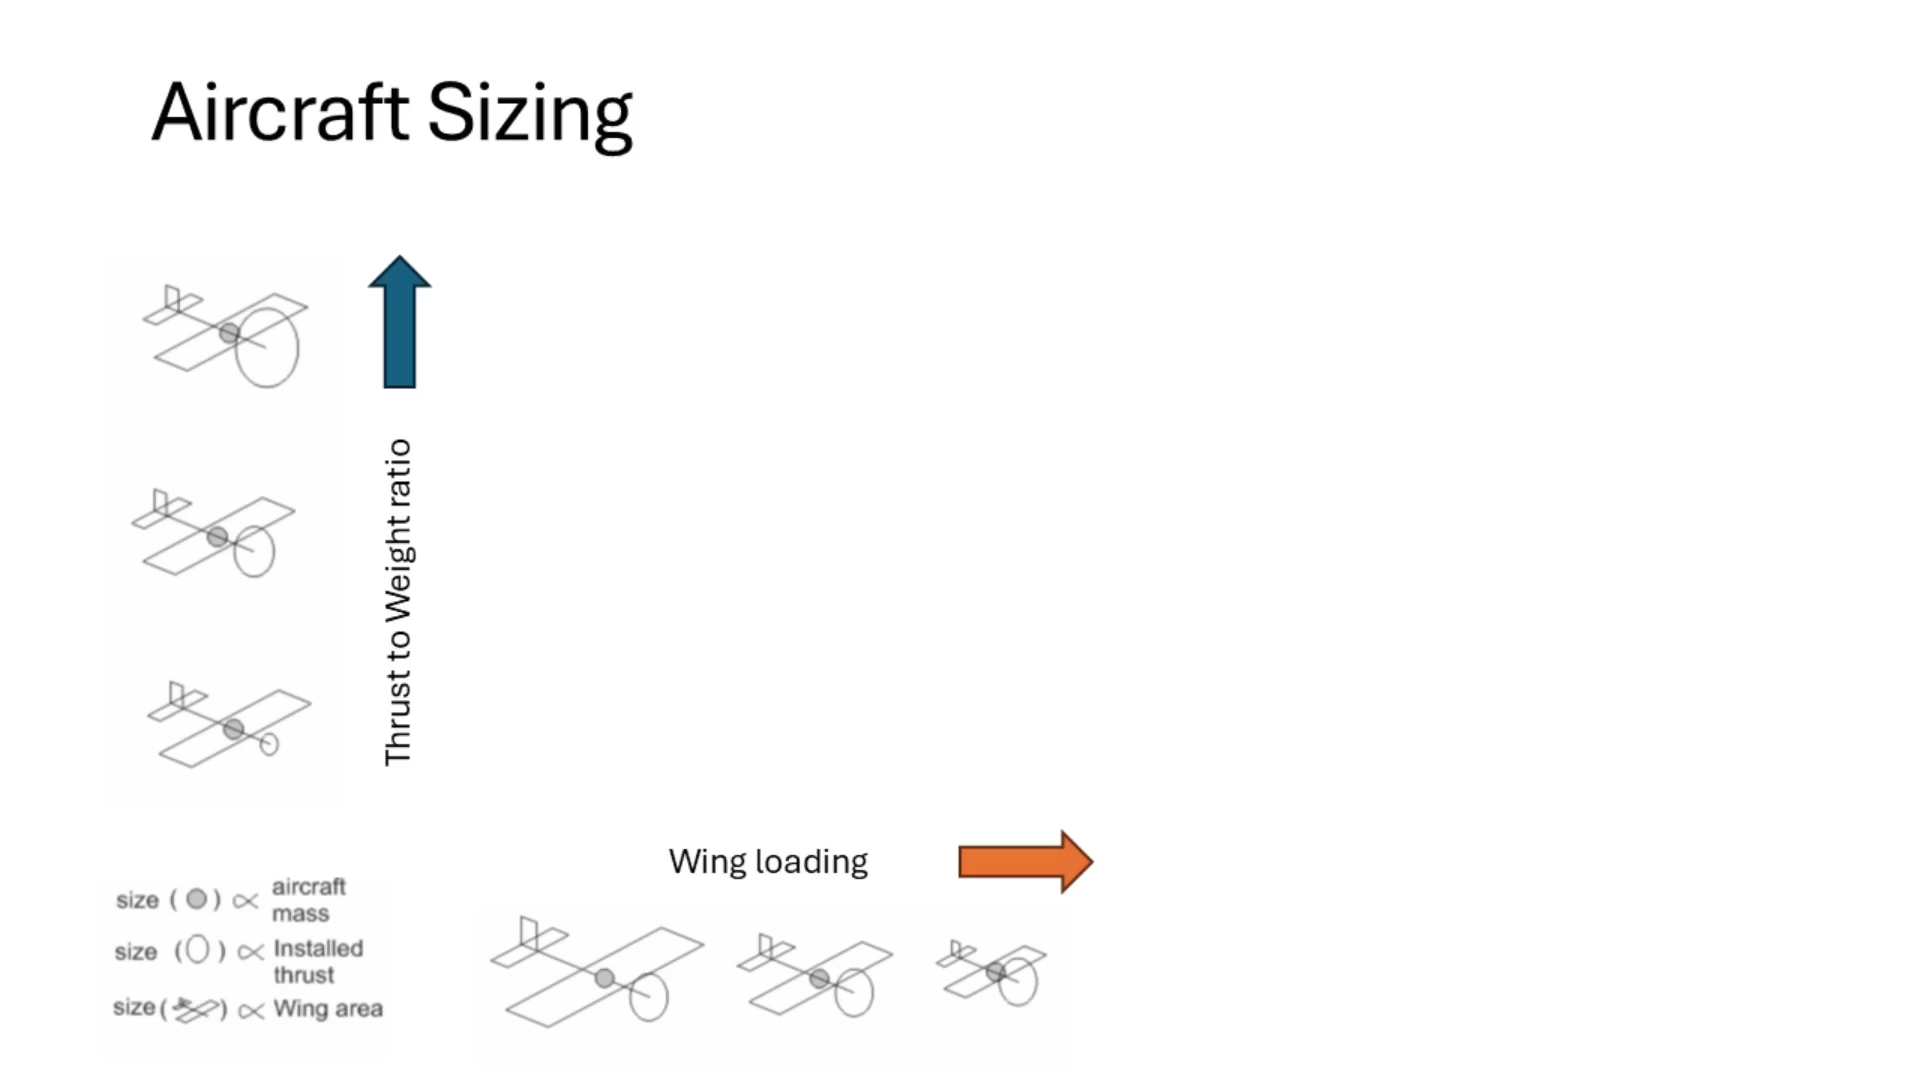 Aircraft Sizing
Thrust to Weight ratio
Wing loading
size ( ) ∝ aircraft
mass
size ( ) ∝ Installed
thrust
size ( ) ∝ Wing area